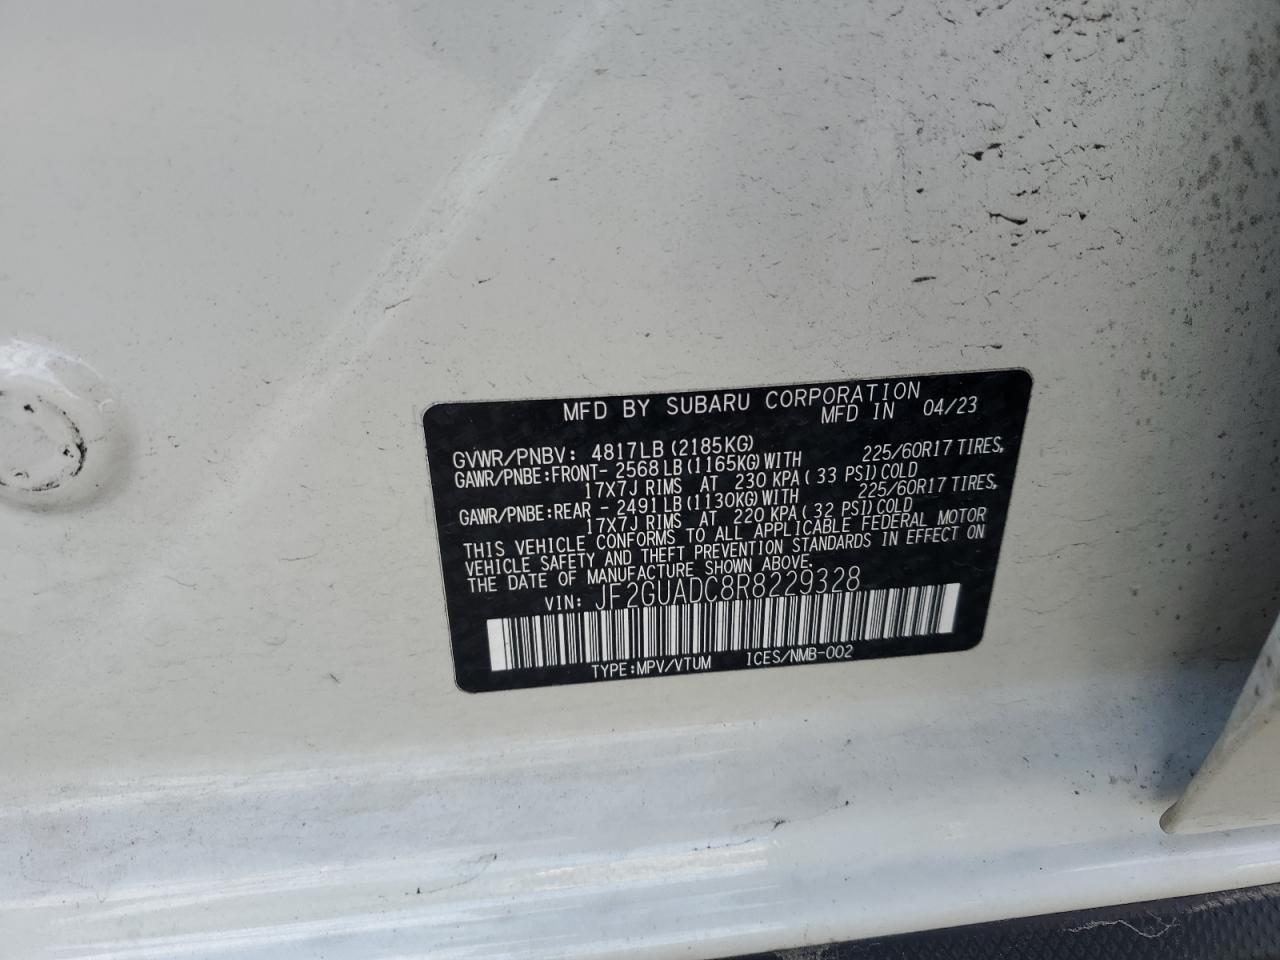 MFD BY SUBARU CORPORATION
MFD IN 04/23
GVWR/PNBV: 4817LB (2185KG)
GAWR/PNBE:FRONT- 2568LB (1165KG) WITH 225/60R17 TIRES,
17X7J RIMS AT 230 KPA ( 33 PSI) COLD
GAWR/PNBE:REAR - 2491LB (1130KG) WITH 225/60R17 TIRES,
17X7J RIMS AT 220 KPA ( 32 PSI) COLD
THIS VEHICLE CONFORMS TO ALL APPLICABLE FEDERAL MOTOR
VEHICLE SAFETY AND THEFT PREVENTION STANDARDS IN EFFECT ON
THE DATE OF MANUFACTURE SHOWN ABOVE.
VIN: JF2GUADC8R8229328
TYPE:MPV/VTUM ICES/NMB-002